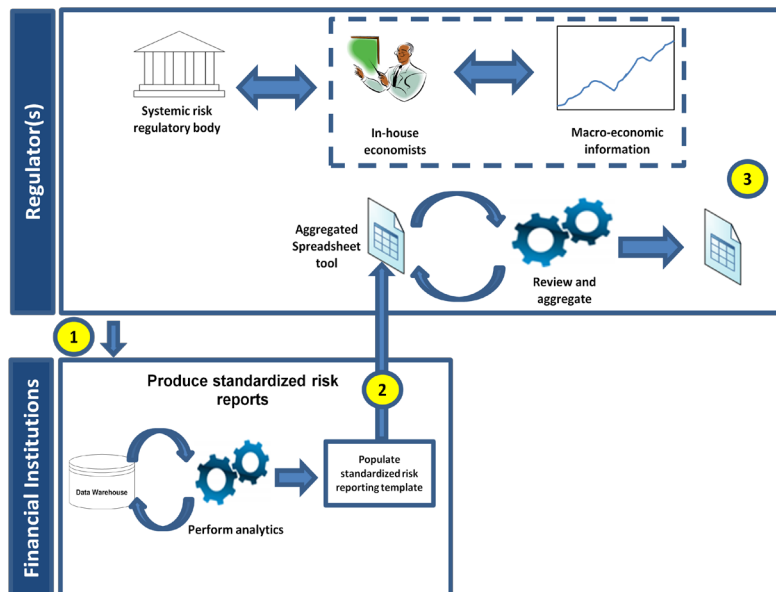 Regulator(s)
Systemic risk
regulatory body
In-house
economists
Macro-economic
information
3
Aggregated
Spreadsheet
tool
Review and
aggregate
1
Financial Institutions
Produce standardized risk
reports
2
Data Warehouse
Perform analytics
Populate
standardized risk
reporting template